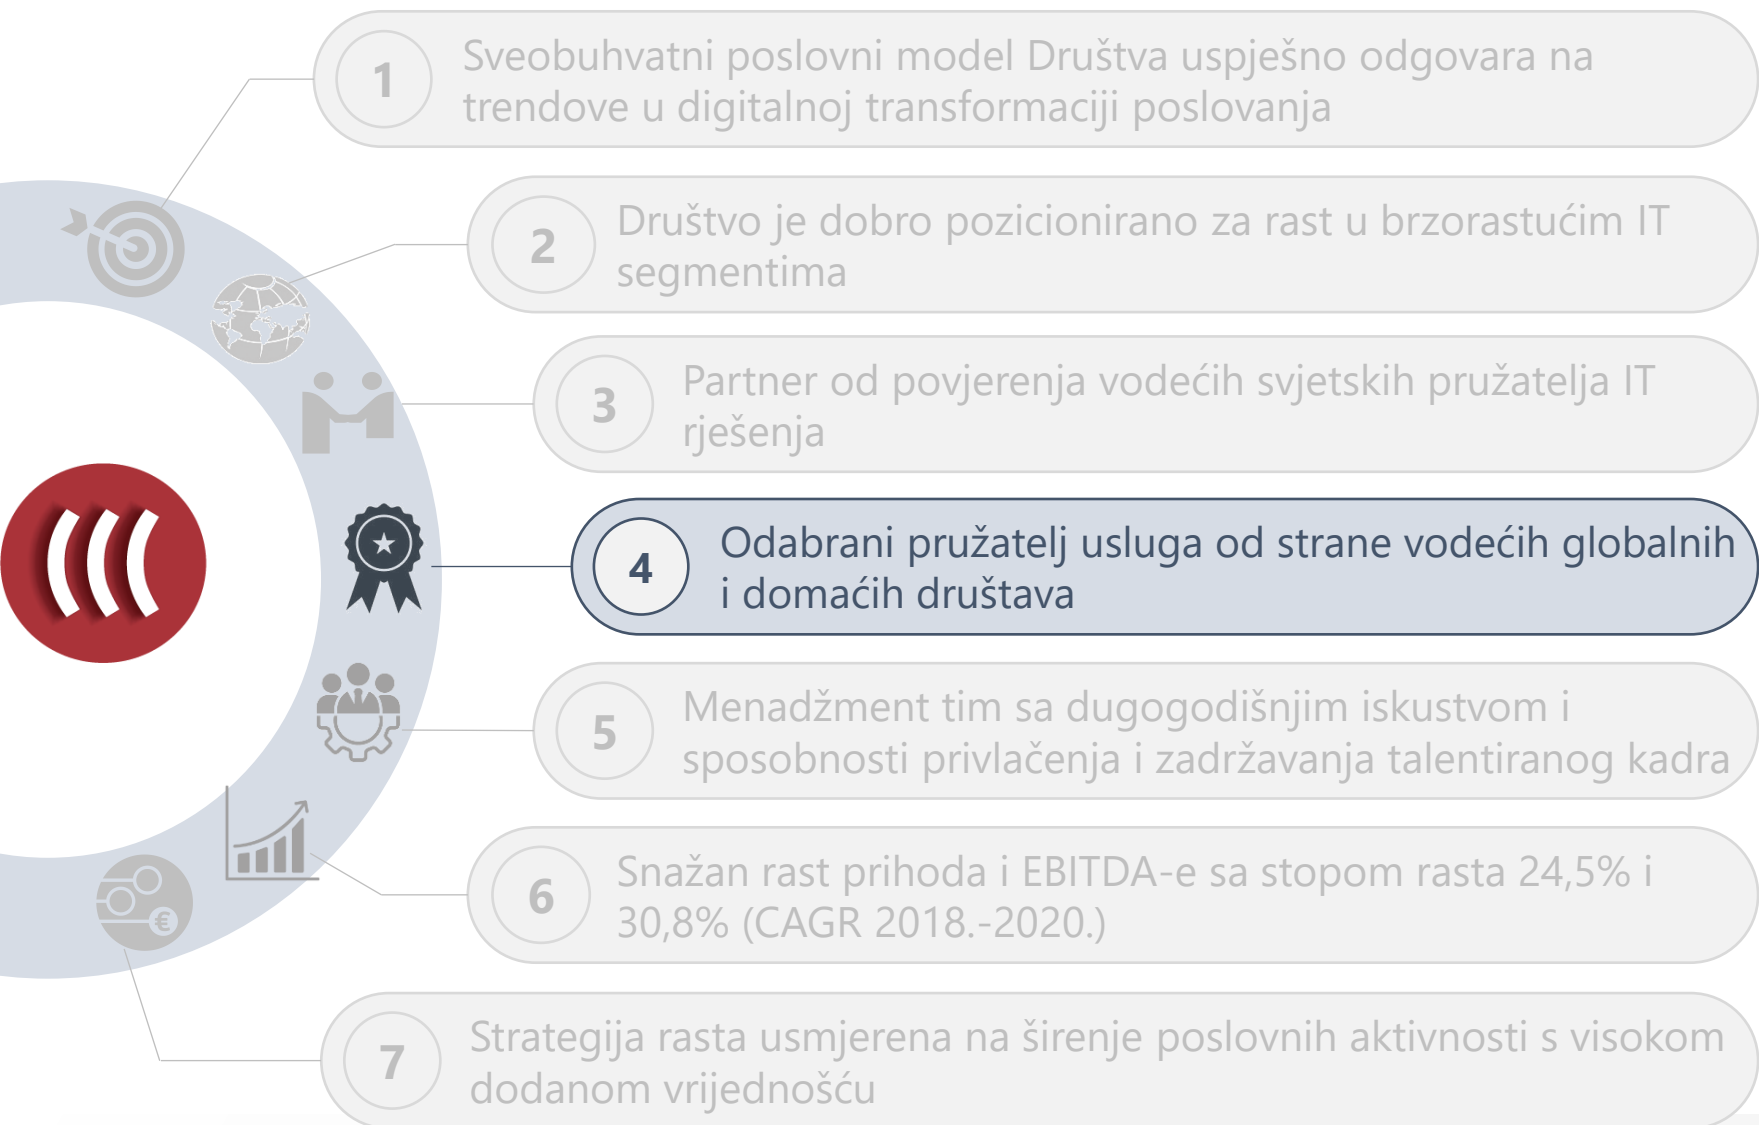 1
Sveobuhvatni poslovni model Društva uspješno odgovara na
trendove u digitalnoj transformaciji poslovanja
2
Društvo je dobro pozicionirano za rast u brzorastućim IT
segmentima
3
Partner od povjerenja vodećih svjetskih pružatelja IT
rješenja
4
Odabrani pružatelj usluga od strane vodećih globalnih
i domaćih društava
5
Menadžment tim sa dugogodišnjim iskustvom i
sposobnosti privlačenja i zadržavanja talentiranog kadra
6
Snažan rast prihoda i EBITDA-e sa stopom rasta 24,5% i
30,8% (CAGR 2018.-2020.)
€
7
Strategija rasta usmjerena na širenje poslovnih aktivnosti s visokom
dodanom vrijednošću